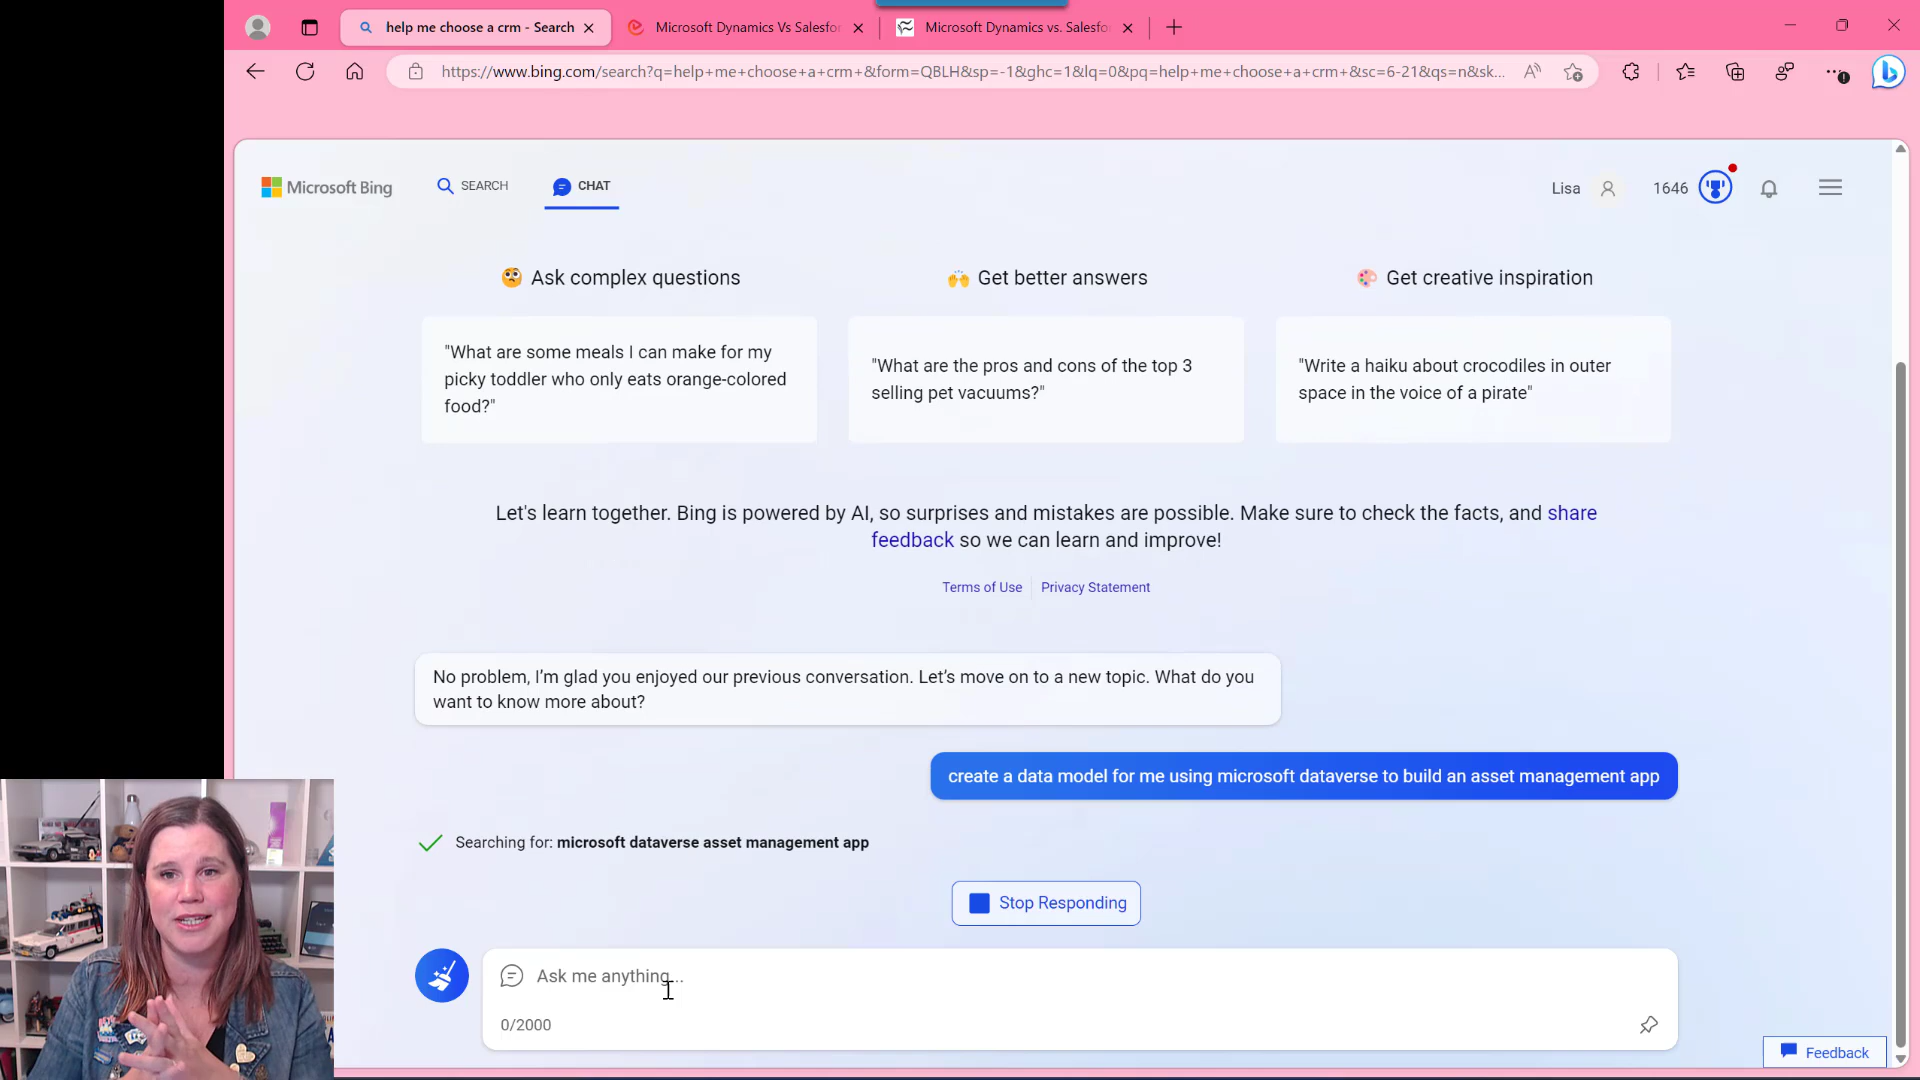 help me choose a crm - Search
Microsoft Dynamics Vs Salesfor
Microsoft Dynamics vs. Salesfo
https://www.bing.com/search?q=help+me+choose+a+crm+&form=QBLH&sp=-1&ghc=1&lq=0&pq=help+me+choose+a+crm+&sc=6-21&qs=n&sk...
Microsoft Bing
SEARCH
CHAT
Lisa
1646
Ask complex questions
Get better answers
Get creative inspiration
"What are some meals I can make for my
picky toddler who only eats orange-colored
food?"
"What are the pros and cons of the top 3
selling pet vacuums?"
"Write a haiku about crocodiles in outer
space in the voice of a pirate"
Let's learn together. Bing is powered by AI, so surprises and mistakes are possible. Make sure to check the facts, and share
feedback so we can learn and improve!
Terms of Use
Privacy Statement
No problem, I'm glad you enjoyed our previous conversation. Let's move on to a new topic. What do you
want to know more about?
create a data model for me using microsoft dataverse to build an asset management app
Searching for: microsoft dataverse asset management app
Stop Responding
Ask me anything...
0/2000
Feedback